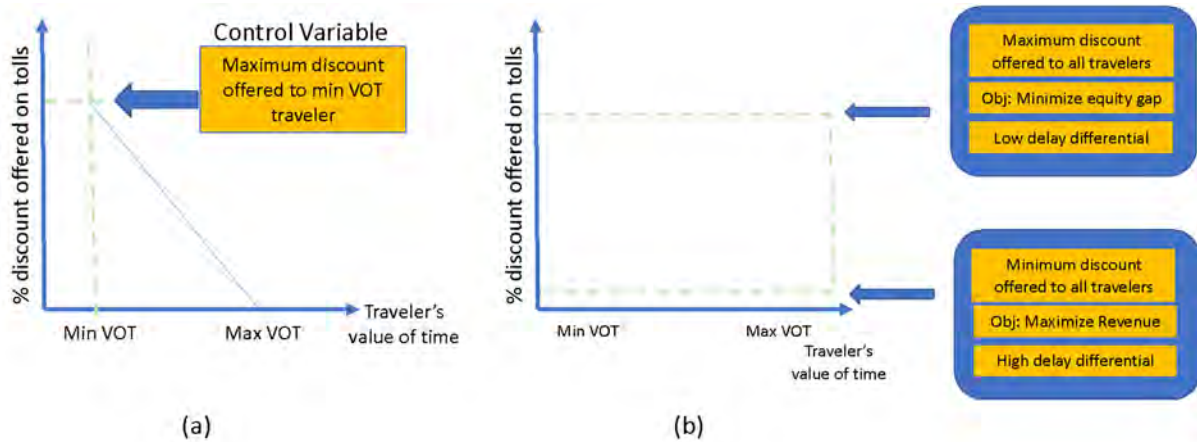 % discount offered on tolls
Control Variable
Maximum discount
offered to min VOT
traveler
Min VOT
Max VOT
Traveler's
value of time
(a)
% discount offered on tolls
Min VOT
Max VOT
Traveler's
value of time
(b)
Maximum discount
offered to all travelers
Obj: Minimize equity gap
Low delay differential
Minimum discount
offered to all travelers
Obj: Maximize Revenue
High delay differential